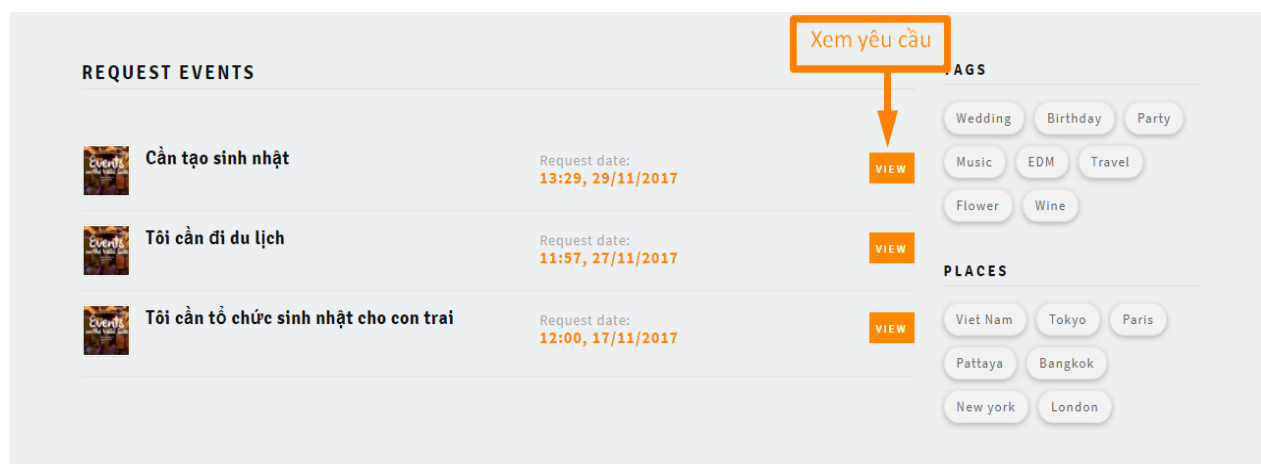 Xem yêu cầu
REQUEST EVENTS
Cần tạo sinh nhật
Request date:
13:29, 29/11/2017
VIEW
Tôi cần đi du lịch
Request date:
11:57, 27/11/2017
VIEW
Tôi cần tổ chức sinh nhật cho con trai
Request date:
12:00, 17/11/2017
VIEW
TAGS
Wedding Birthday Party
Music EDM Travel
Flower Wine
PLACES
Viet Nam Tokyo Paris
Pattaya Bangkok
New york London